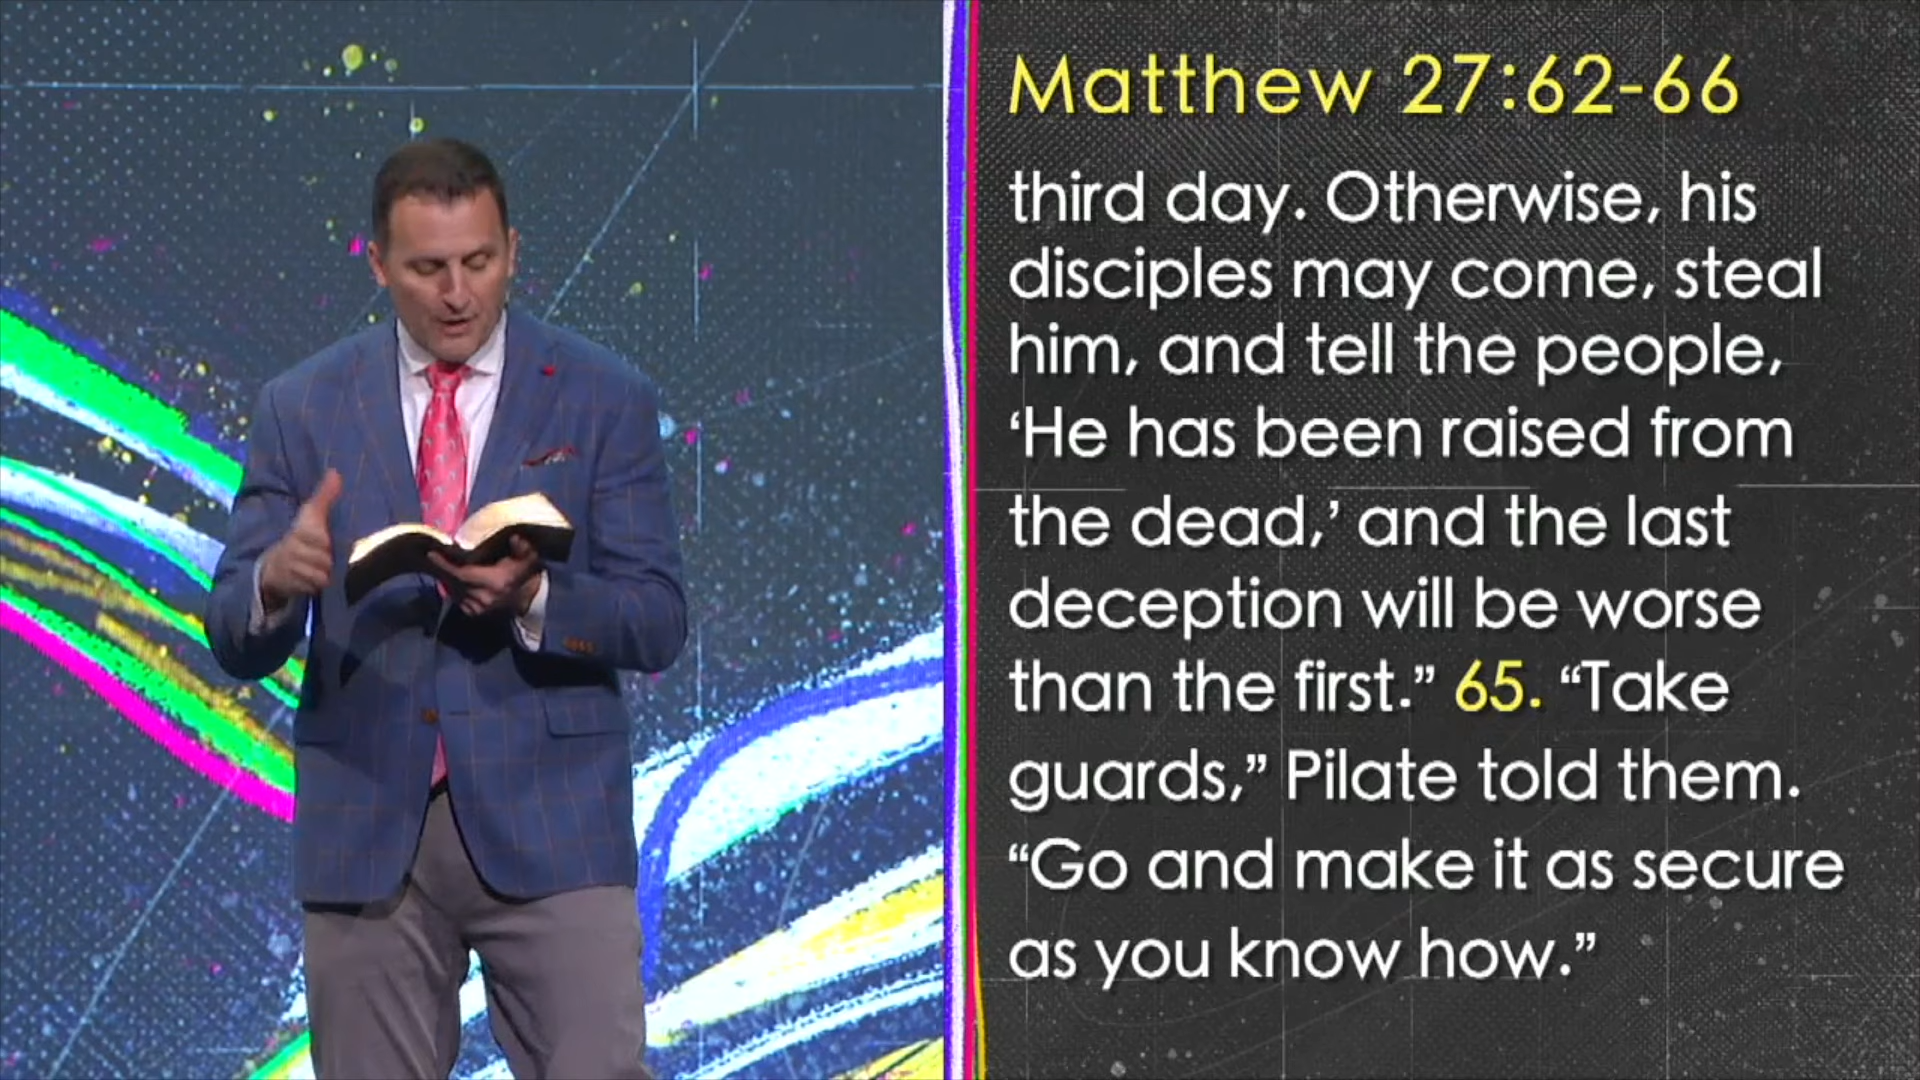 Matthew 27:62-66
third day. Otherwise, his
disciples may come, steal
him, and tell the people,
‘He has been raised from
the dead,’ and the last
deception will be worse
than the first.” 65. “Take
guards,” Pilate told them.
“Go and make it as secure
as you know how.”